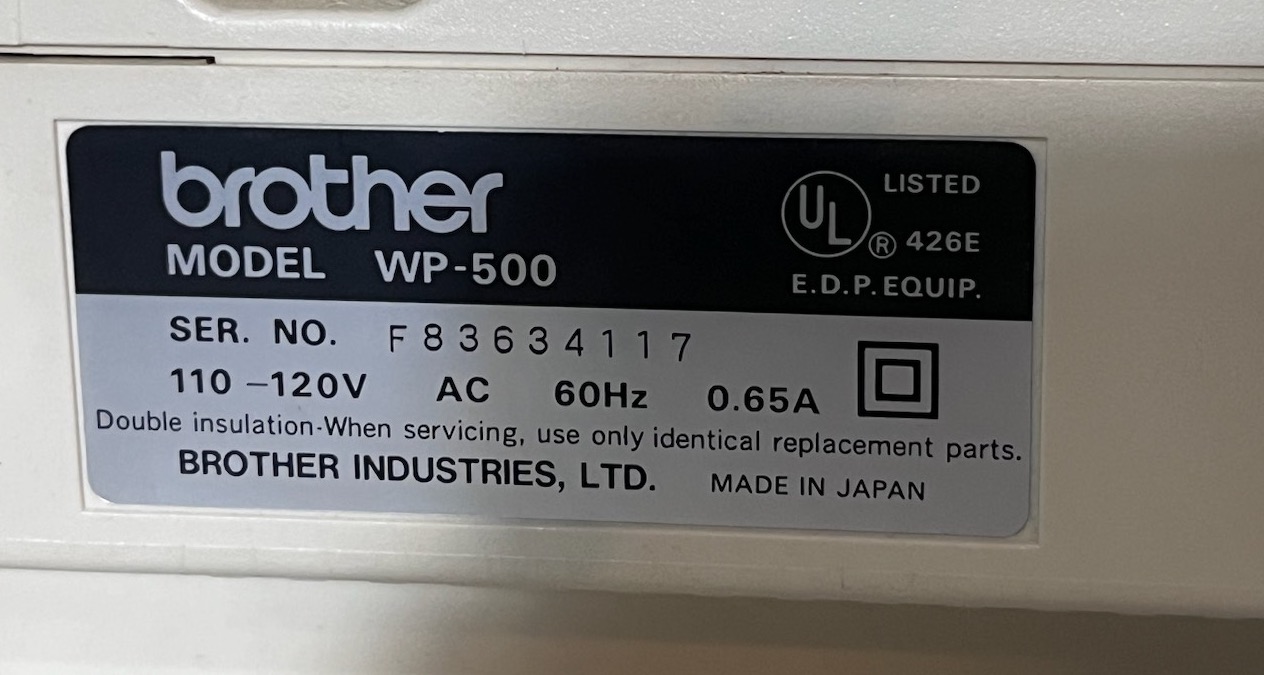 brother
MODEL WP-500
UL ® LISTED 426E
E.D.P. EQUIP.
SER. NO. F83634117
110 -120V AC 60Hz 0.65A
Double insulation-When servicing, use only identical replacement parts.
BROTHER INDUSTRIES, LTD. MADE IN JAPAN